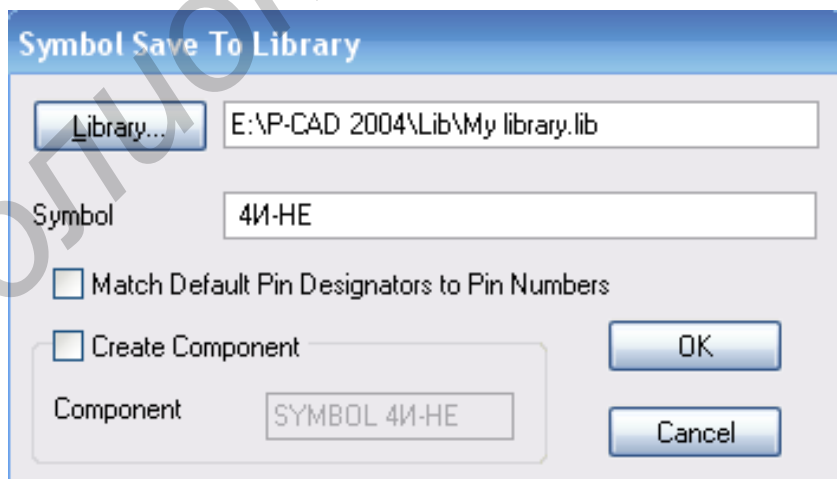 Symbol Save To Library
Library... E:\P-CAD 2004\Lib\My library.lib
Symbol 4И-НЕ
Match Default Pin Designators to Pin Numbers
Create Component
OK
Component SYMBOL 4И-НЕ
Cancel